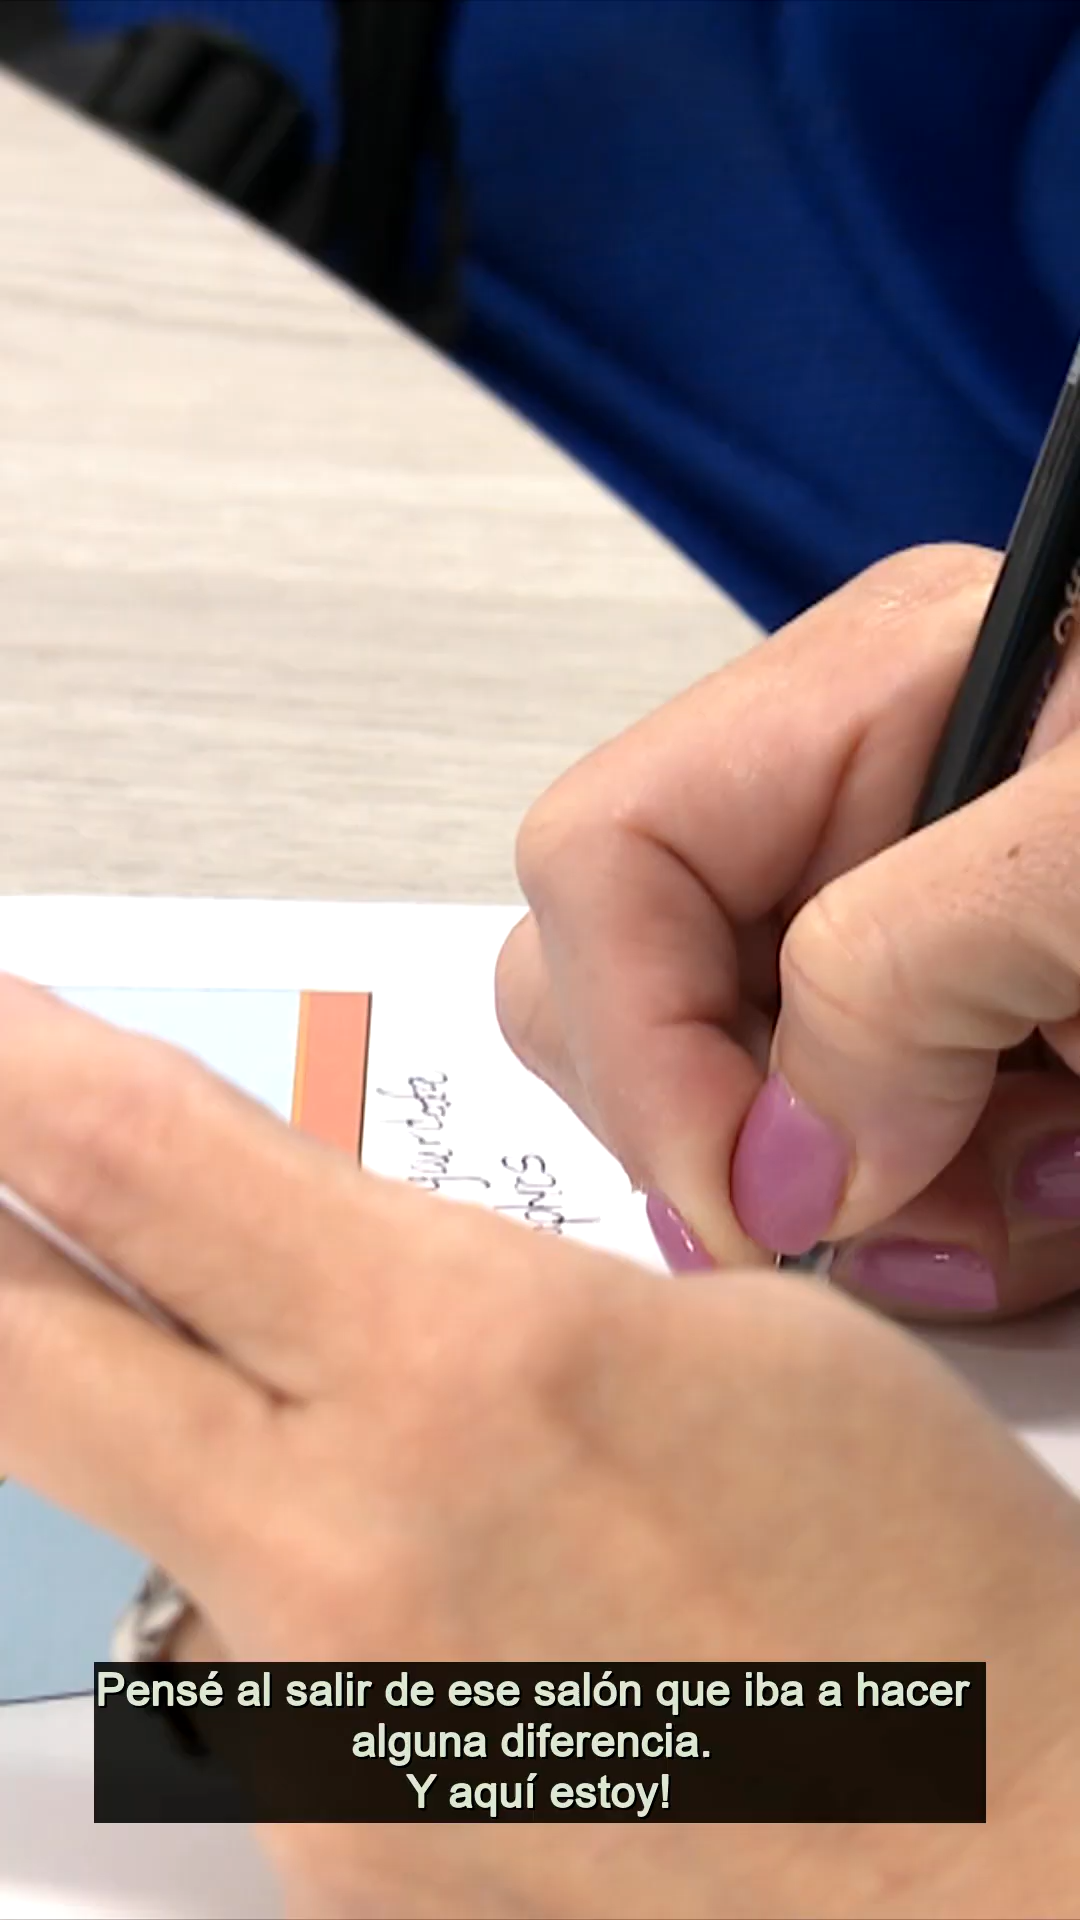 Pensé al salir de ese salón que iba a hacer
alguna diferencia.
Y aquí estoy!